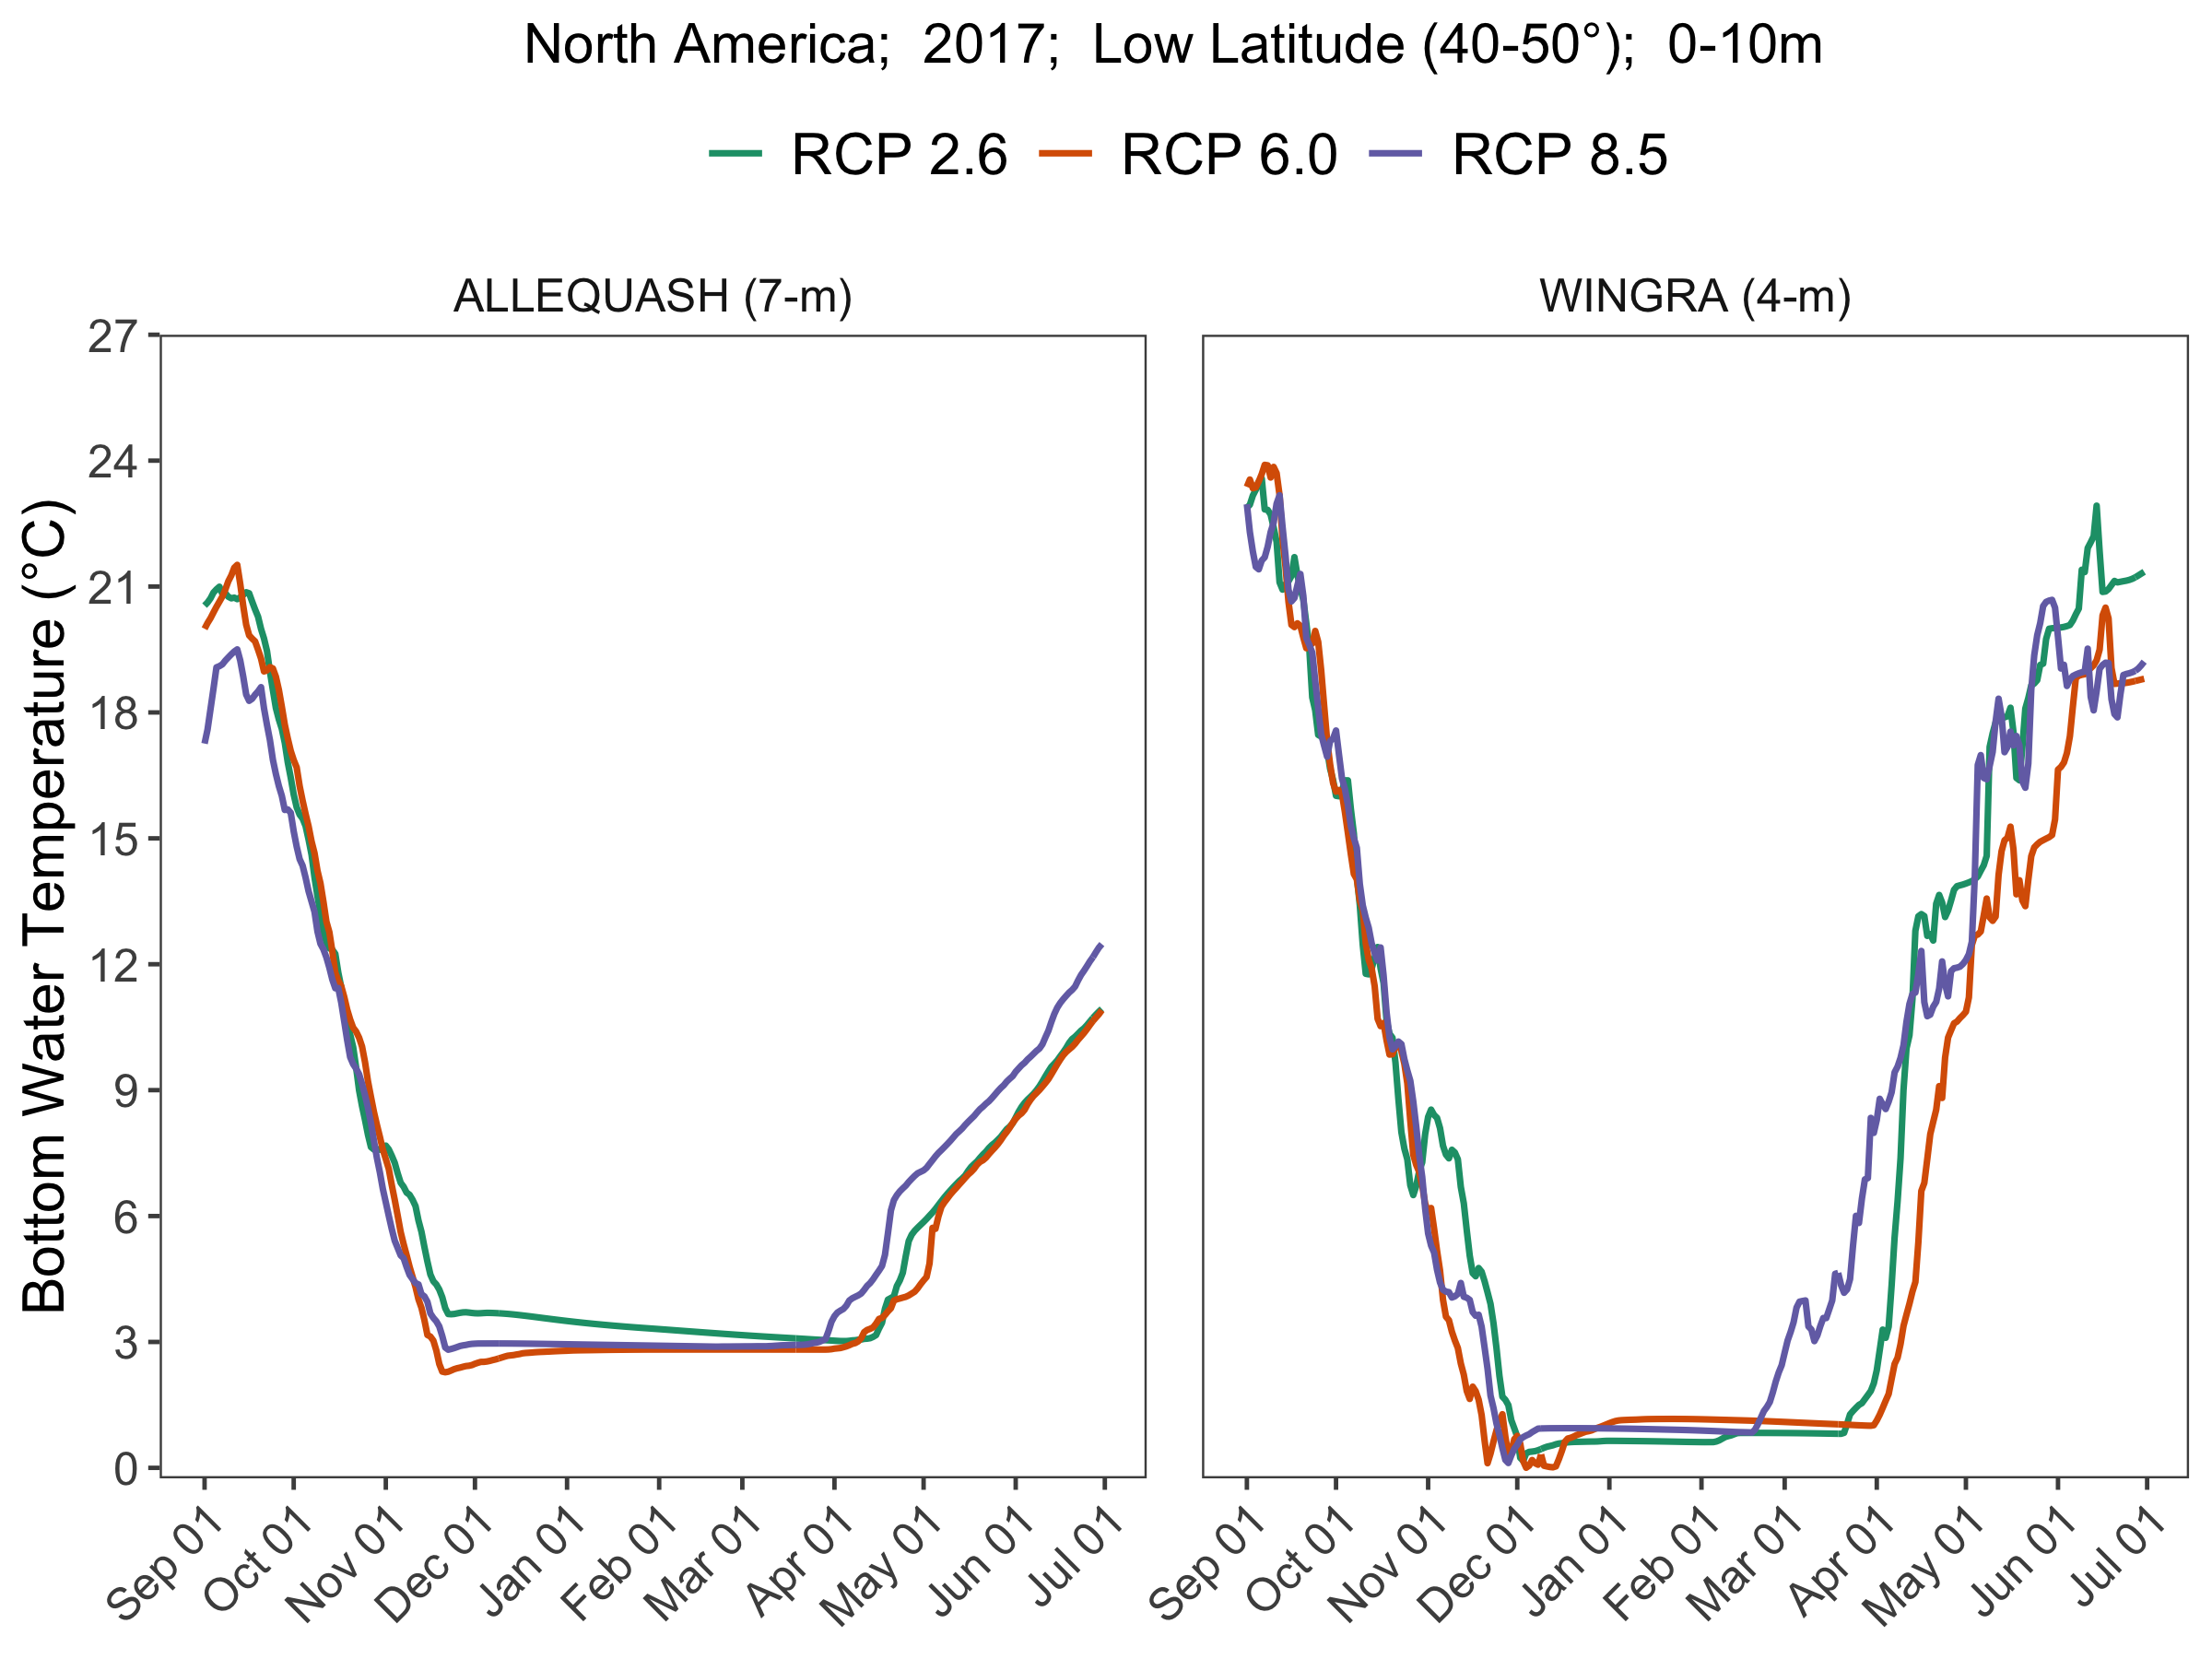 North America;  2017;  Low Latitude (40-50°);  0-10m
RCP 2.6 RCP 6.0 RCP 8.5
ALLEQUASH (7-m) WINGRA (4-m)
Bottom Water Temperature (°C)
27
24
21
18
15
12
9
6
3
0
Sep 01 Oct 01 Nov 01 Dec 01 Jan 01 Feb 01 Mar 01 Apr 01 May 01 Jun 01 Jul 01 Sep 01 Oct 01 Nov 01 Dec 01 Jan 01 Feb 01 Mar 01 Apr 01 May 01 Jun 01 Jul 01